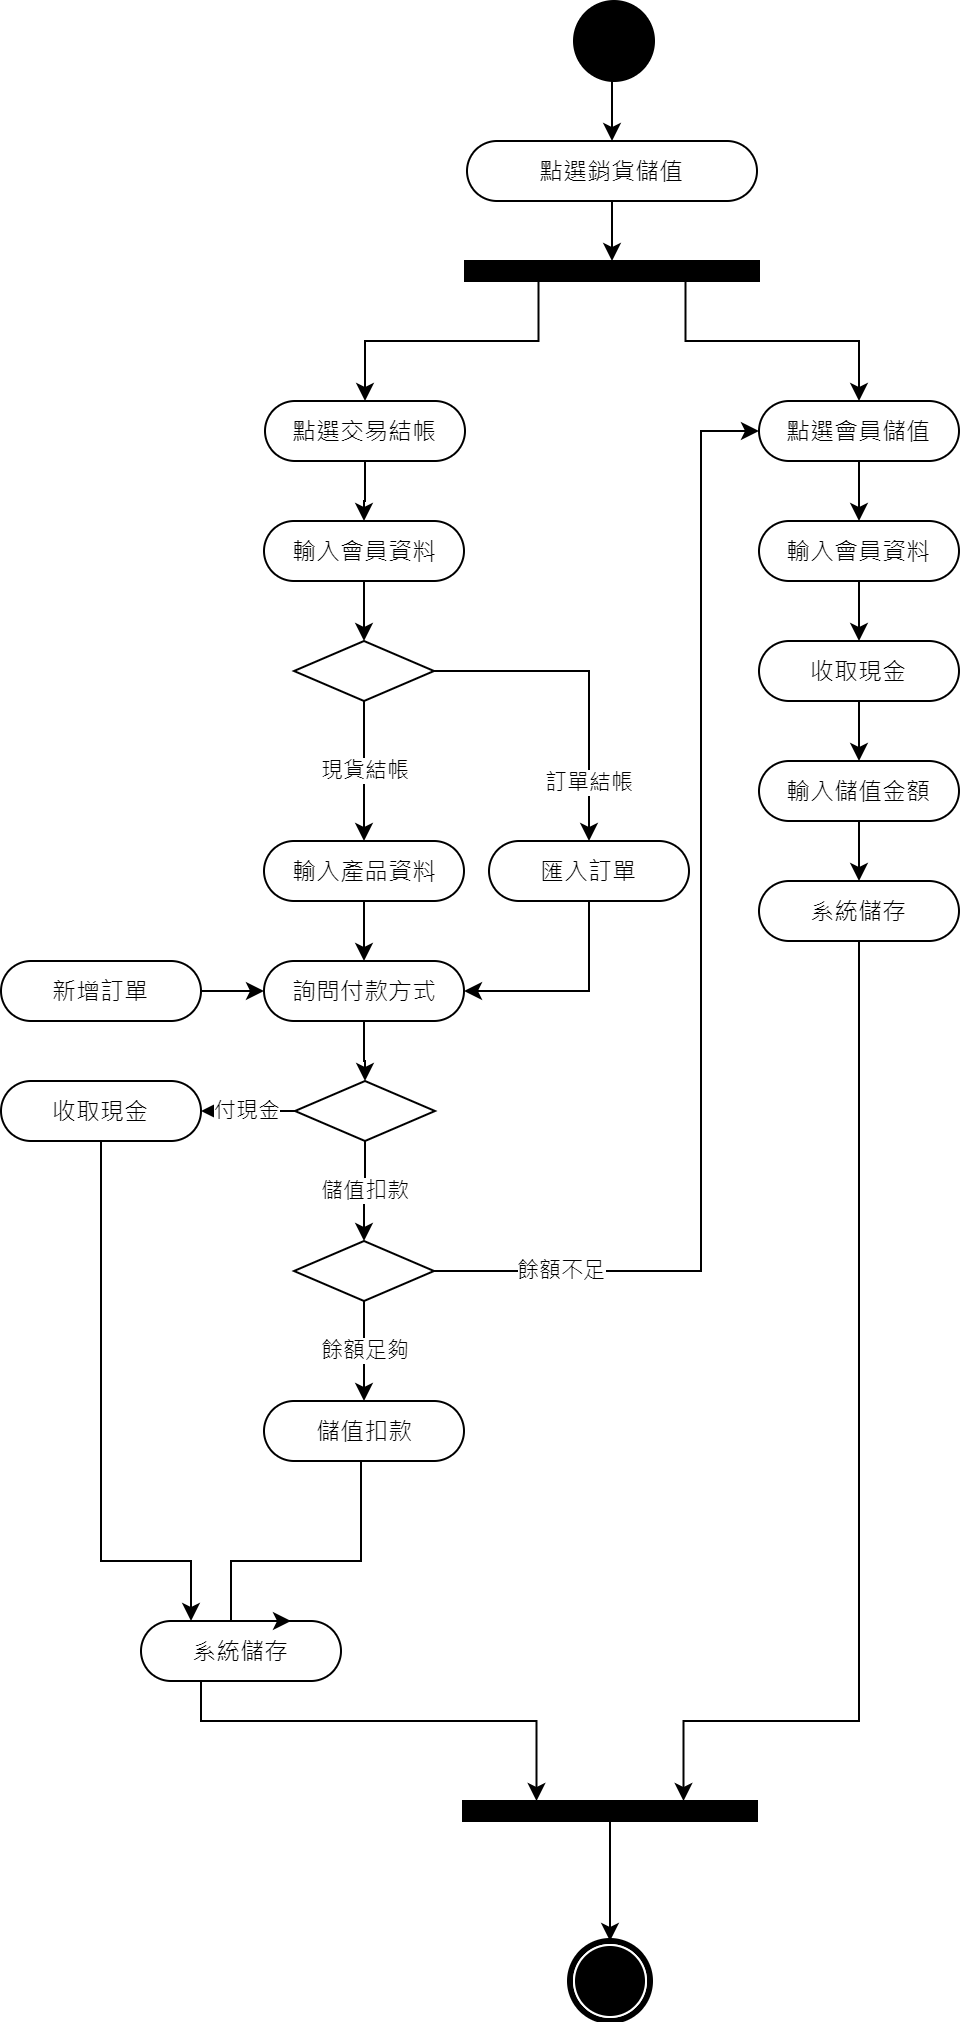 點選銷貨儲值
點選交易結帳
點選會員儲值
輸入會員資料
輸入會員資料
收取現金
現貨結帳
訂單結帳
輸入儲值金額
輸入產品資料
匯入訂單
系統儲存
新增訂單
詢問付款方式
收取現金
付現金
儲值扣款
餘額不足
餘額足夠
儲值扣款
系統儲存